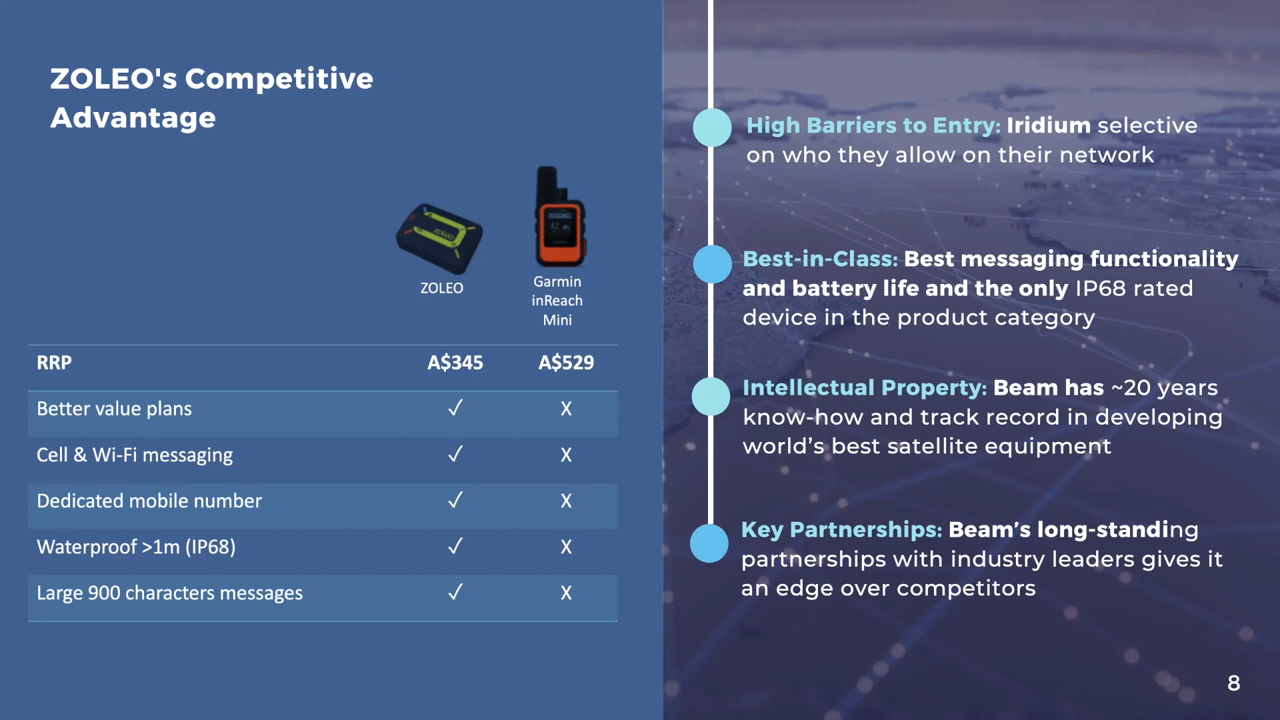 ZOLEO's Competitive
Advantage
ZOLEO
ZOLEO
Garmin
inReach
Mini
RRP A$345 A$529
Better value plans ✓ X
Cell & Wi-Fi messaging ✓ X
Dedicated mobile number ✓ X
Waterproof >1m (IP68) ✓ X
Large 900 characters messages ✓ X
High Barriers to Entry: Iridium selective
on who they allow on their network
Best-in-Class: Best messaging functionality
and battery life and the only IP68 rated
device in the product category
Intellectual Property: Beam has ~20 years
know-how and track record in developing
world's best satellite equipment
Key Partnerships: Beam's long-standing
partnerships with industry leaders gives it
an edge over competitors
8